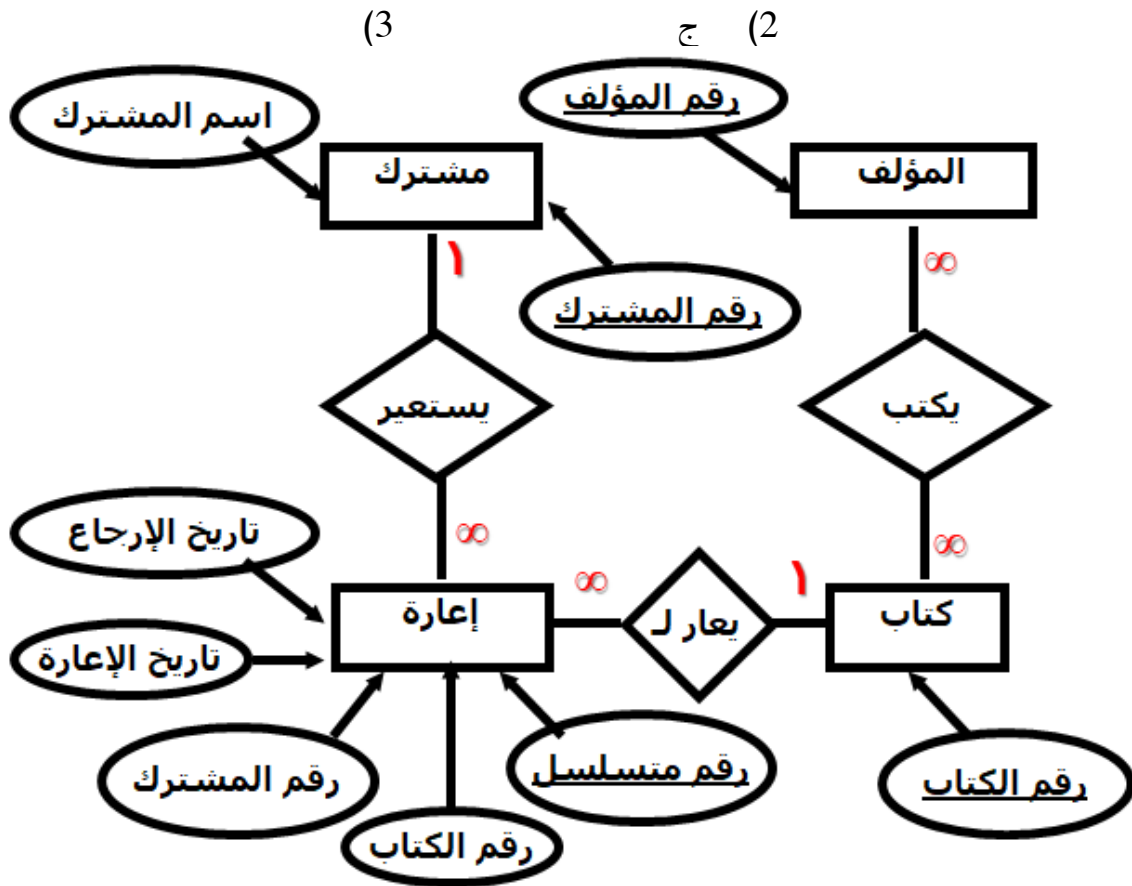 2) ج 3)
رقم المؤلف
اسم المشترك
المؤلف
مشترك
∞
١
رقم المشترك
يكتب
يستعير
∞
∞
تاريخ الإرجاع
كتاب
١
يعار لـ
∞
إعارة
تاريخ الإعارة
رقم الكتاب
رقم متسلسل
رقم المشترك
رقم الكتاب